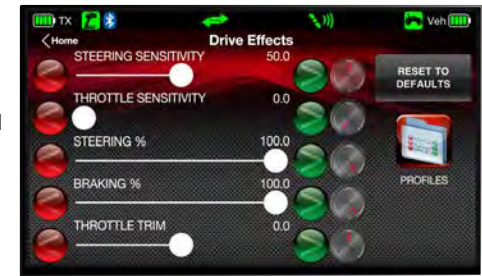 TX Veh
Home Drive Effects
STEERING SENSITIVITY 50.0
RESET TO
DEFAULTS
THROTTLE SENSITIVITY 0.0
STEERING % 100.0
BRAKING % 100.0
PROFILES
THROTTLE TRIM 0.0